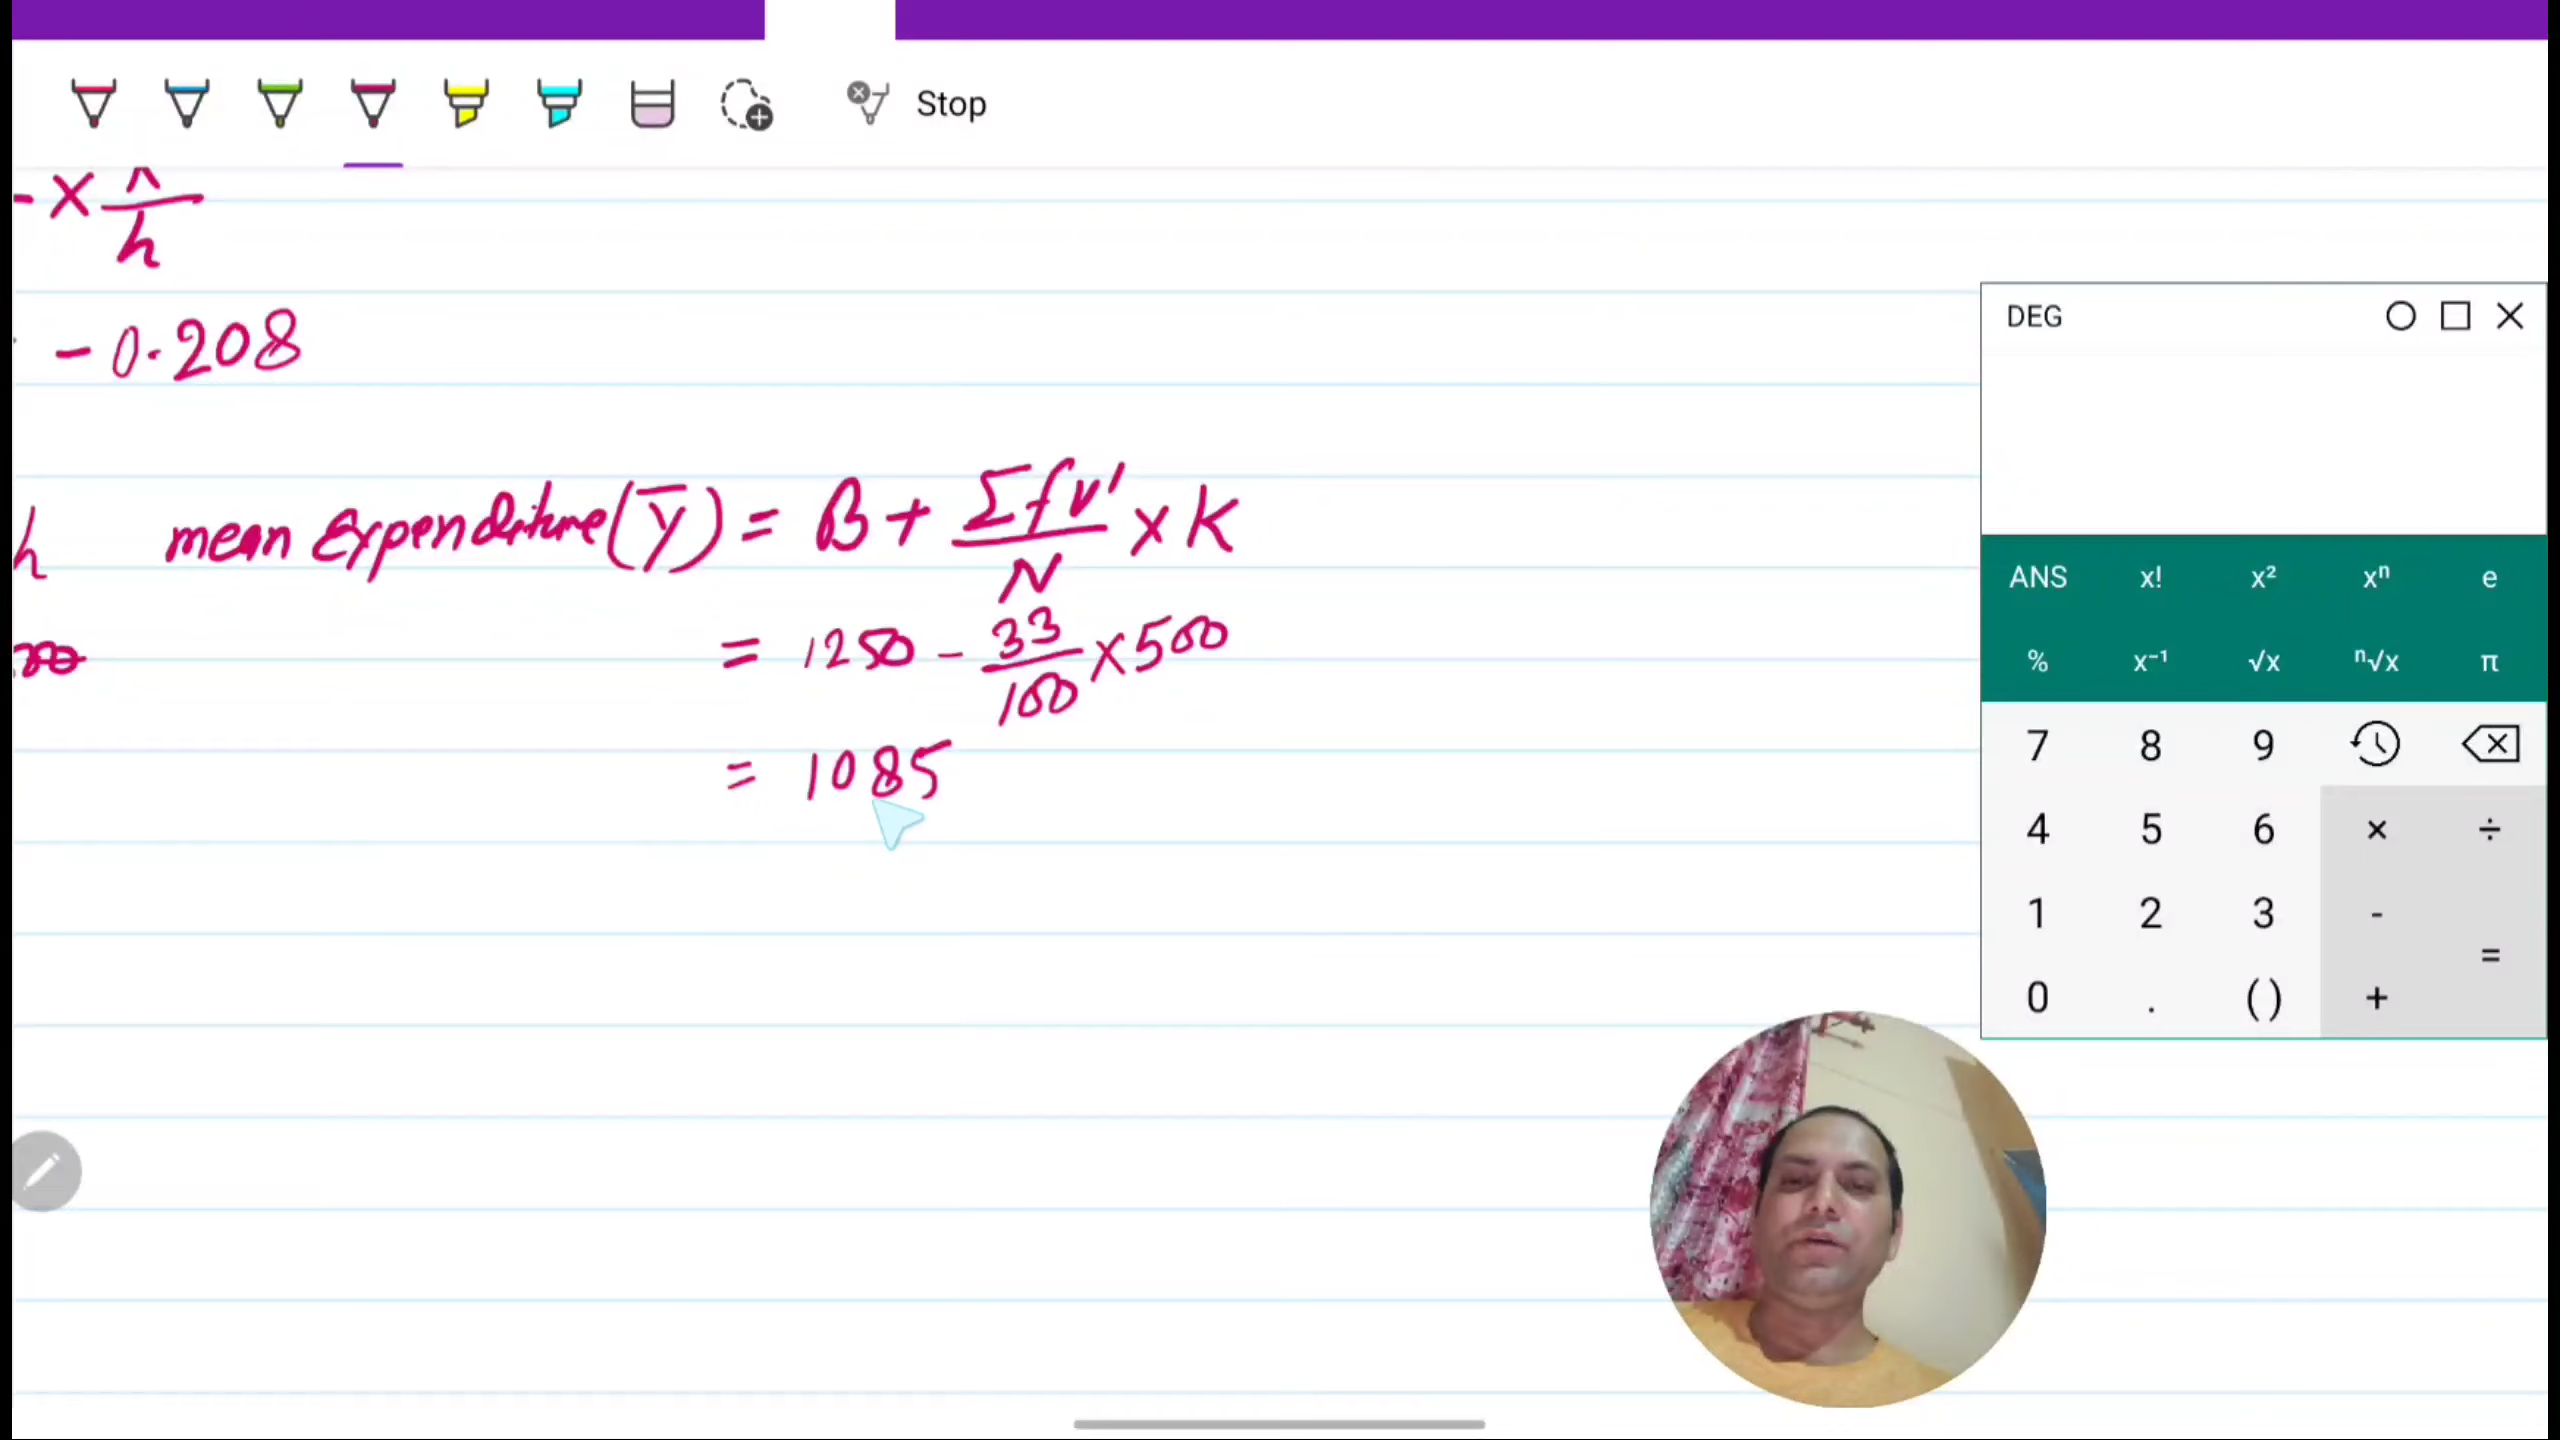 Stop
- × ^/h
- 0.208
h mean Expenditure (Y̅) = B + Σfv'/N × K
= 1250 - 33/100 × 500
= 1085
DEG
ANS x! x² xⁿ e
% x⁻¹ √x ⁿ√x π
7 8 9
4 5 6 × ÷
1 2 3 - =
0 . ( ) +